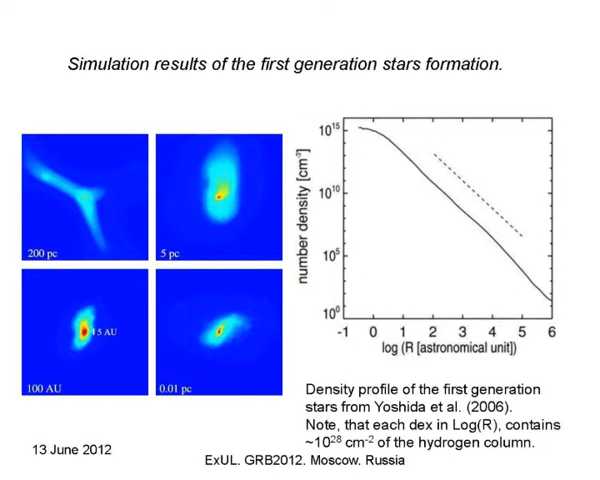 Simulation results of the first generation stars formation.
200 pc
5 pc
15 AU
100 AU
0.01 pc
number density [cm⁻³]
10¹⁵
10¹⁰
10⁵
10⁰
-1 0 1 2 3 4 5 6
log (R [astronomical unit])
Density profile of the first generation
stars from Yoshida et al. (2006).
Note, that each dex in Log(R), contains
~10²⁸ cm⁻² of the hydrogen column.
13 June 2012
ExUL. GRB2012. Moscow. Russia